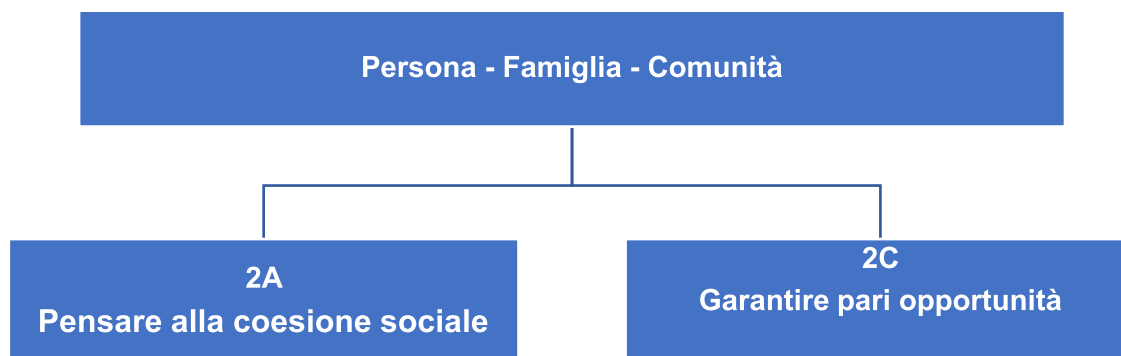 Persona - Famiglia - Comunità
2A
Pensare alla coesione sociale
2C
Garantire pari opportunità